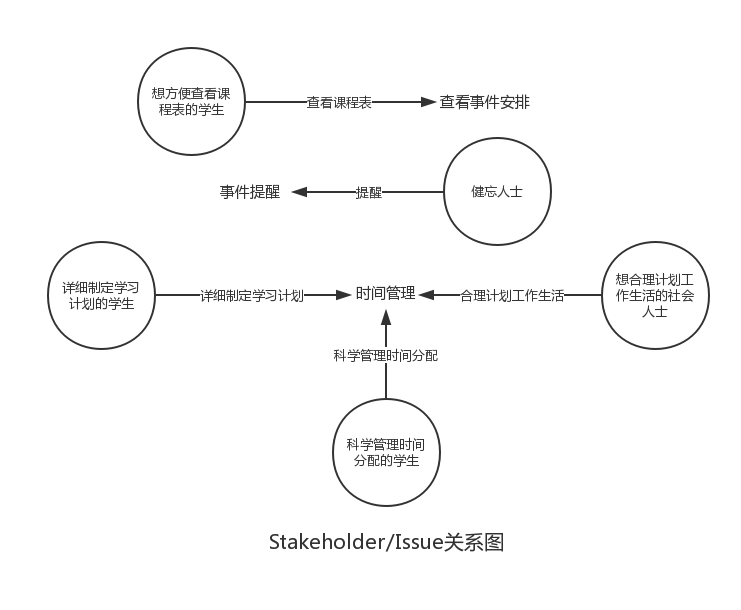 想方便查看课
程表的学生
查看课程表
查看事件安排
事件提醒
提醒
健忘人士
详细制定学习
计划的学生
详细制定学习计划
时间管理
合理计划工作生活
想合理计划工
作生活的社会
人士
科学管理时间分配
科学管理时间
分配的学生
Stakeholder/Issue关系图